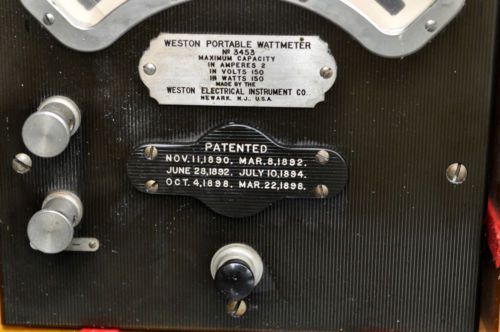 WESTON PORTABLE WATTMETER
No 3453
MAXIMUM CAPACITY
IN AMPERES 2
IN VOLTS 150
IN WATTS 150
MADE BY THE
WESTON ELECTRICAL INSTRUMENT CO.
NEWARK, N.J., U.S.A.
PATENTED
NOV. 11, 1890. MAR. 8, 1892.
JUNE 28, 1892. JULY 10, 1894.
OCT. 4, 1898. MAR. 22, 1898.